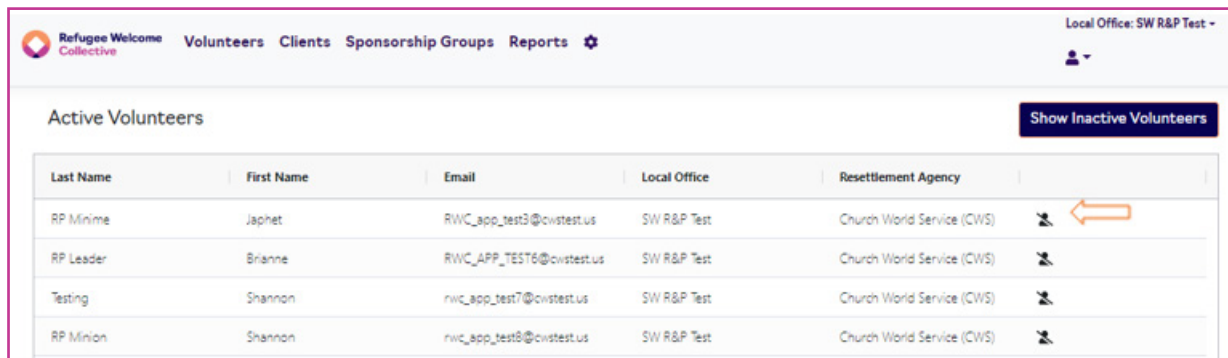 Refugee Welcome
Collective
Volunteers Clients Sponsorship Groups Reports
Local Office: SW R&P Test
Active Volunteers
Show Inactive Volunteers
Last Name First Name Email Local Office Resettlement Agency
RP Minime Japhet RWC_app_test3@cwstest.us SW R&P Test Church World Service (CWS)
RP Leader Brianne RWC_APP_TEST6@cwstest.us SW R&P Test Church World Service (CWS)
Testing Shannon rwc_app_test7@cwstest.us SW R&P Test Church World Service (CWS)
RP Minion Shannon rwc_app_test8@cwstest.us SW R&P Test Church World Service (CWS)